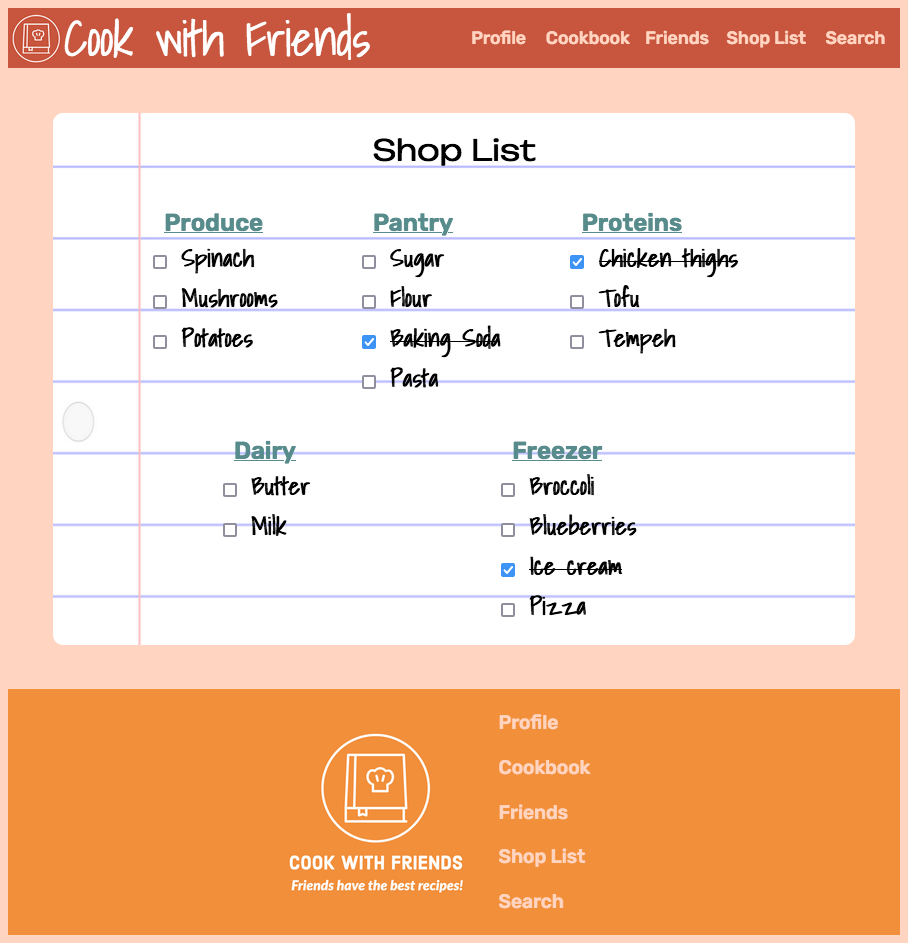 Cook with Friends
Profile Cookbook Friends Shop List Search
Shop List
Produce
Spinach
Mushrooms
Potatoes
Pantry
Sugar
Flour
Baking Soda
Pasta
Proteins
Chicken thighs
Tofu
Tempeh
Dairy
Butter
Milk
Freezer
Broccoli
Blueberries
Ice cream
Pizza
COOK WITH FRIENDS
Friends have the best recipes!
Profile
Cookbook
Friends
Shop List
Search